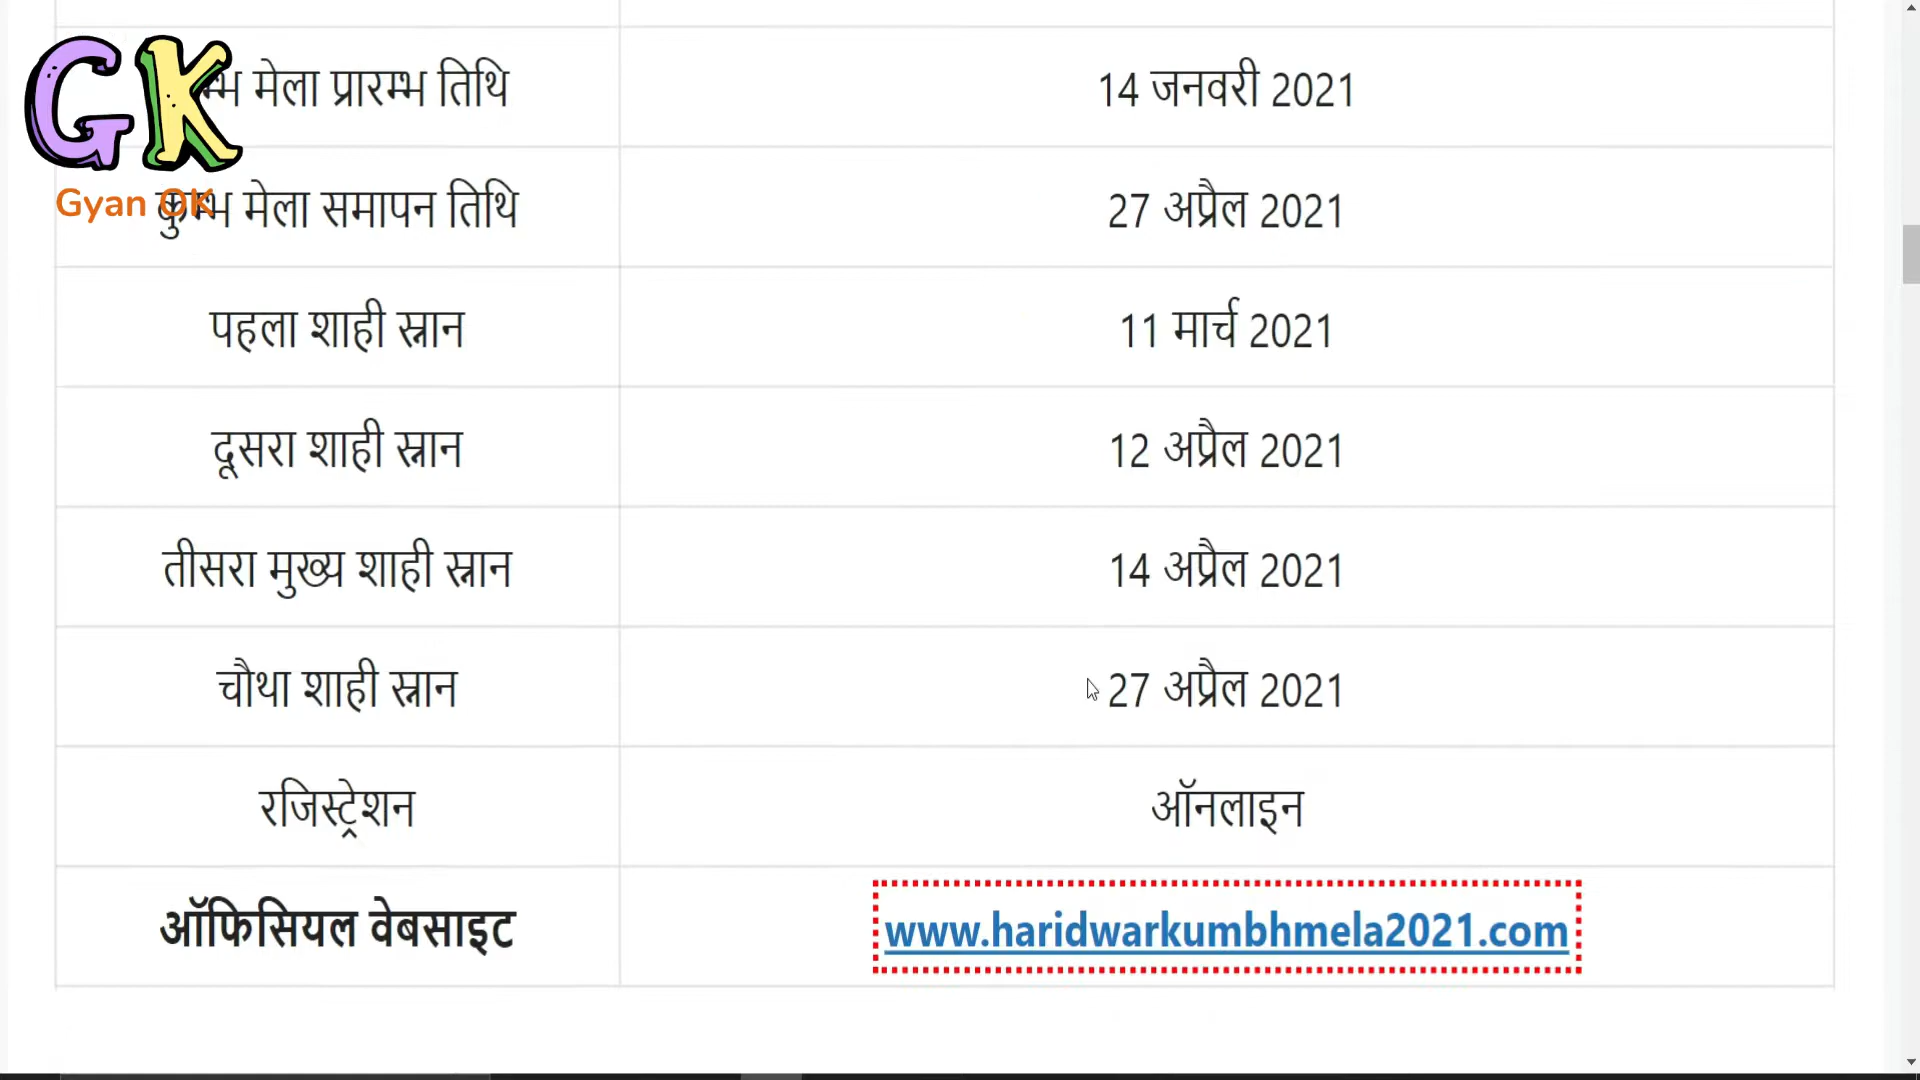 GK
Gyan GK
म्भ मेला प्रारम्भ तिथि 14 जनवरी 2021
कुम्भ मेला समापन तिथि 27 अप्रैल 2021
पहला शाही स्नान 11 मार्च 2021
दूसरा शाही स्नान 12 अप्रैल 2021
तीसरा मुख्य शाही स्नान 14 अप्रैल 2021
चौथा शाही स्नान 27 अप्रैल 2021
रजिस्ट्रेशन ऑनलाइन
ऑफिसियल वेबसाइट www.haridwarkumbhmela2021.com